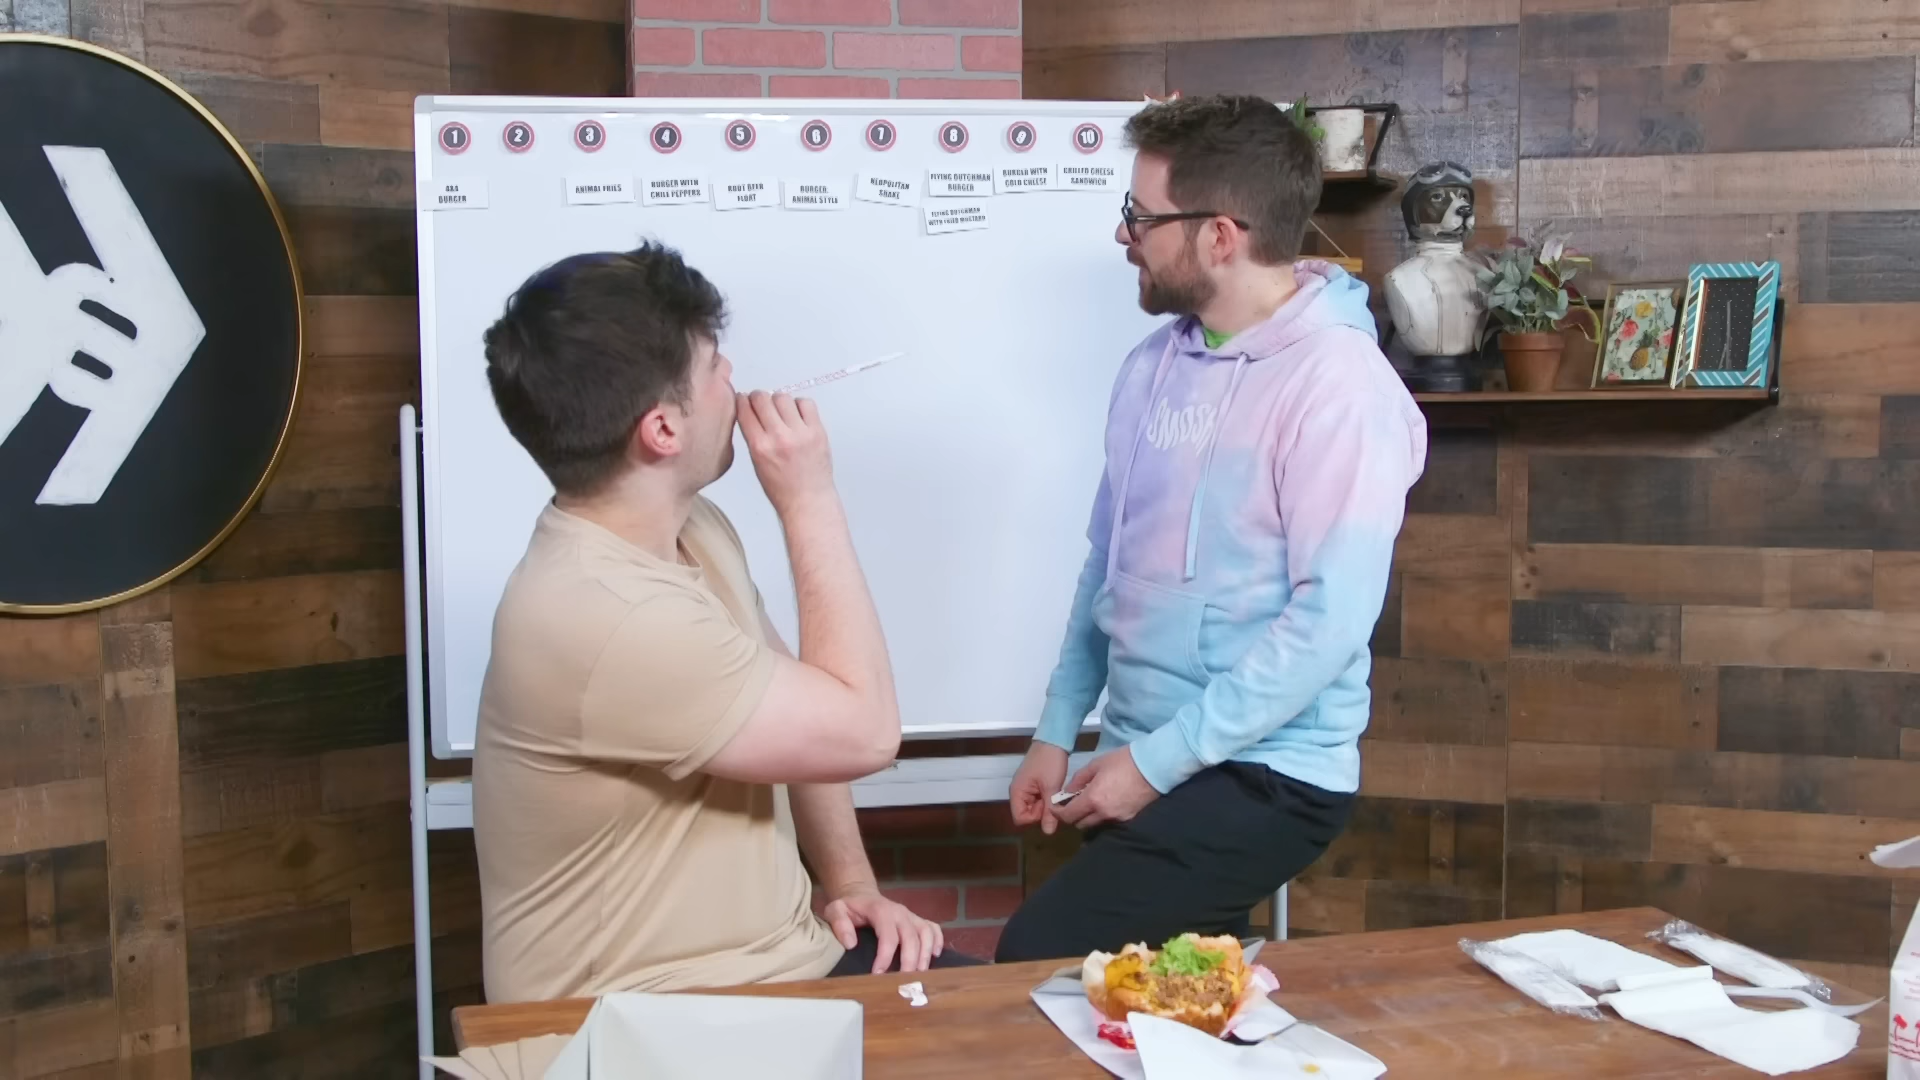 1 2 3 4 5 6 7 8 9 10
4X4
BURGER
ANIMAL FRIES
BURGER WITH
CHILI PEPPERS
ROOT BEER
FLOAT
BURGER,
ANIMAL STYLE
NEOPOLITAN
SHAKE
FLYING DUTCHMAN
BURGER
FLYING DUTCHMAN
WITH FRIED MUSTARD
BURGER WITH
COLD CHEESE
GRILLED CHEESE
SANDWICH
SMOSH